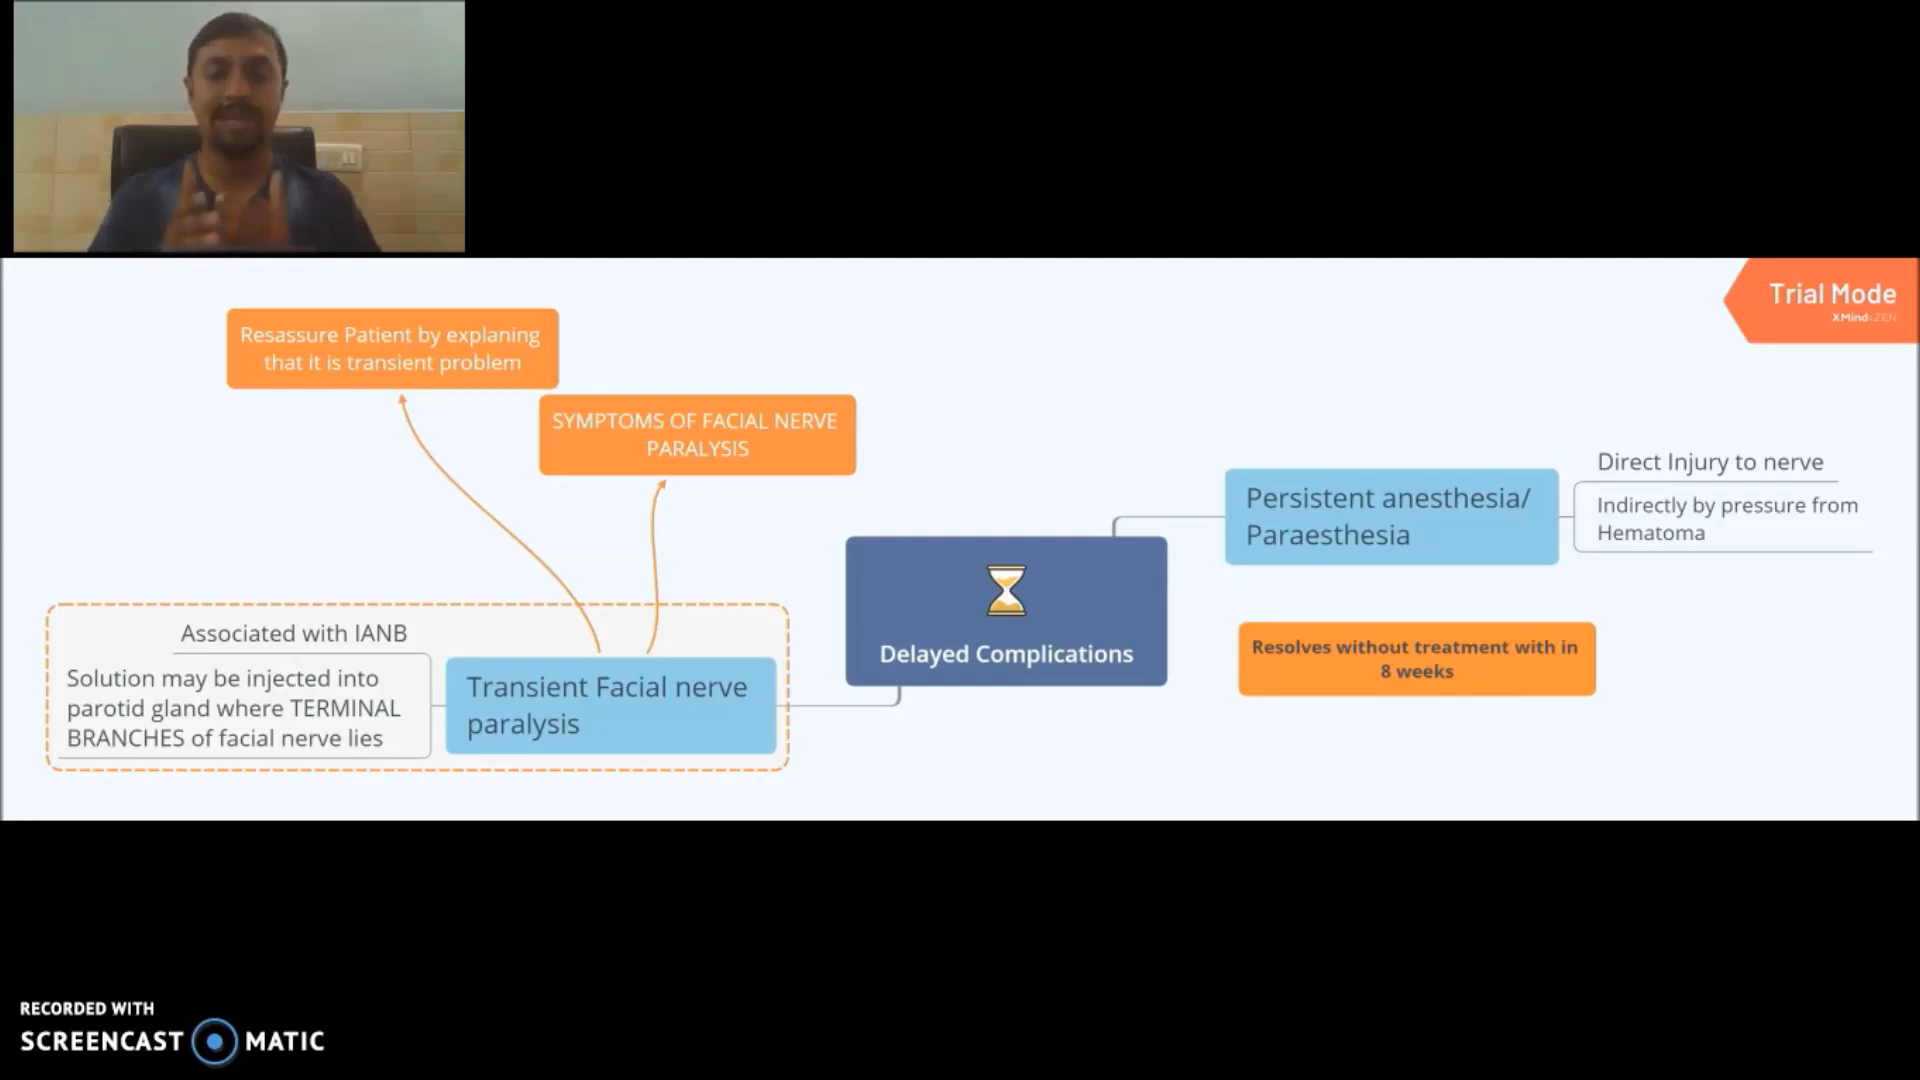 Trial Mode
XMind:ZEN
Resassure Patient by explaning
that it is transient problem
SYMPTOMS OF FACIAL NERVE
PARALYSIS
Direct Injury to nerve
Persistent anesthesia/
Paraesthesia
Indirectly by pressure from
Hematoma
Delayed Complications
Resolves without treatment with in
8 weeks
Associated with IANB
Solution may be injected into
parotid gland where TERMINAL
BRANCHES of facial nerve lies
Transient Facial nerve
paralysis
RECORDED WITH
SCREENCAST MATIC